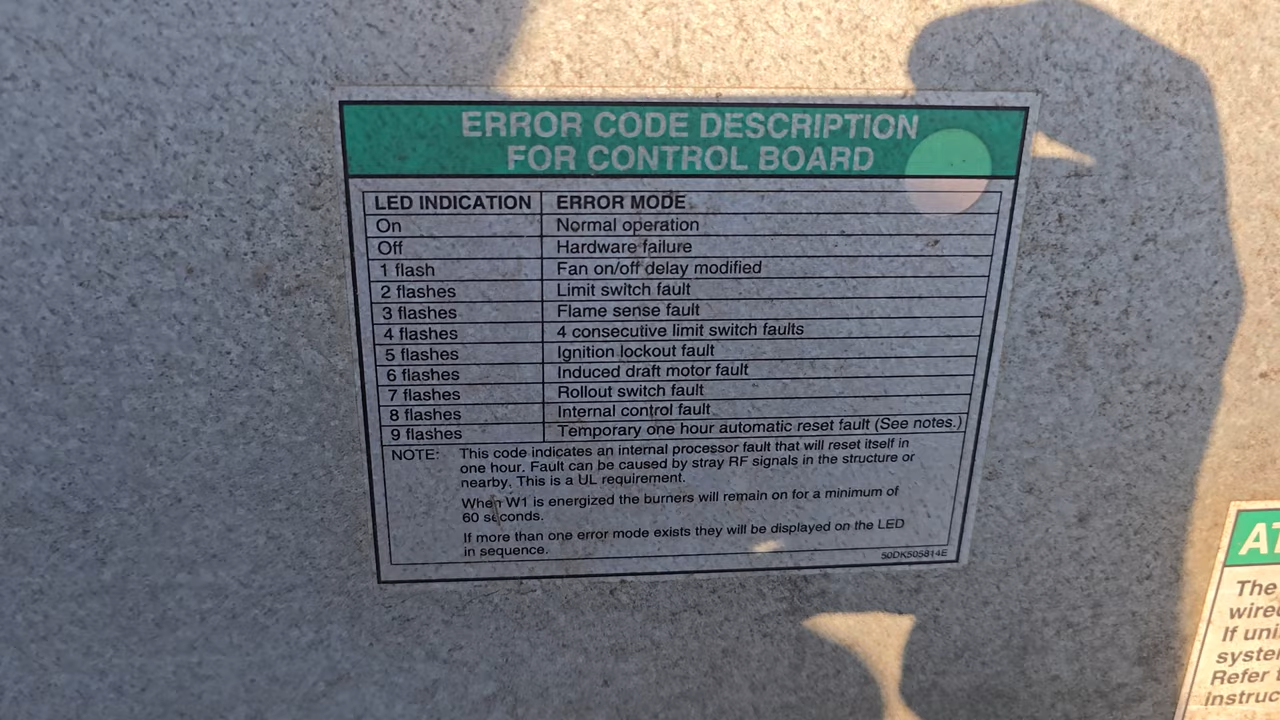 ERROR CODE DESCRIPTION
FOR CONTROL BOARD
LED INDICATION ERROR MODE
On Normal operation
Off Hardware failure
1 flash Fan on/off delay modified
2 flashes Limit switch fault
3 flashes Flame sense fault
4 flashes 4 consecutive limit switch faults
5 flashes Ignition lockout fault
6 flashes Induced draft motor fault
7 flashes Rollout switch fault
8 flashes Internal control fault
9 flashes Temporary one hour automatic reset fault (See notes.)
NOTE: This code indicates an internal processor fault that will reset itself in
one hour. Fault can be caused by stray RF signals in the structure or
nearby. This is a UL requirement.
When W1 is energized the burners will remain on for a minimum of
60 seconds.
If more than one error mode exists they will be displayed on the LED
in sequence.
50DK505814E
The
If
Refer